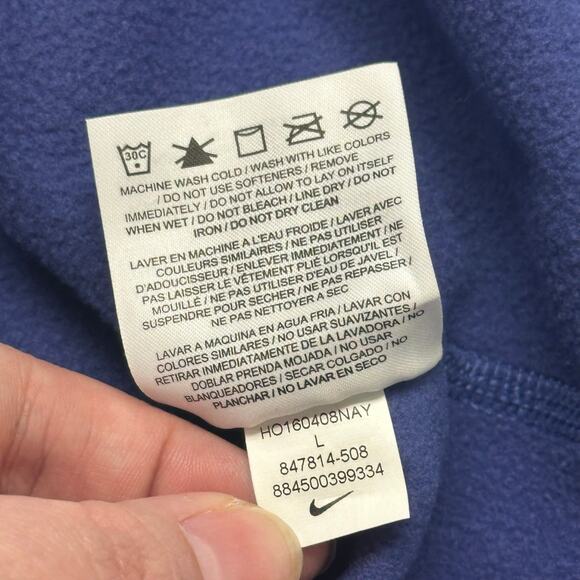 30C
MACHINE WASH COLD / WASH WITH LIKE COLORS
/ DO NOT USE SOFTENERS / REMOVE
IMMEDIATELY / DO NOT ALLOW TO LAY ON ITSELF
WHEN WET / DO NOT BLEACH / LINE DRY / DO NOT
IRON / DO NOT DRY CLEAN
LAVER EN MACHINE A L'EAU FROIDE / LAVER AVEC
COULEURS SIMILAIRES / NE PAS UTILISER
D'ADOUCISSEUR / ENLEVER IMMEDIATEMENT / NE
PAS LAISSER LE VÊTEMENT PLIÉ LORSQU'IL EST
MOUILLÉ / NE PAS UTILISER D'EAU DE JAVEL /
SUSPENDRE POUR SECHER / NE PAS REPASSER /
NE PAS NETTOYER A SEC
LAVAR A MAQUINA EN AGUA FRIA / LAVAR CON
COLORES SIMILARES / NO USAR SUAVIZANTES /
RETIRAR INMEDIATAMENTE DE LA LAVADORA / NO
DOBLAR PRENDA MOJADA / NO USAR
BLANQUEADORES / SECAR COLGADO / NO
PLANCHAR / NO LAVAR EN SECO
HO160408NAY
L
847814-508
884500399334